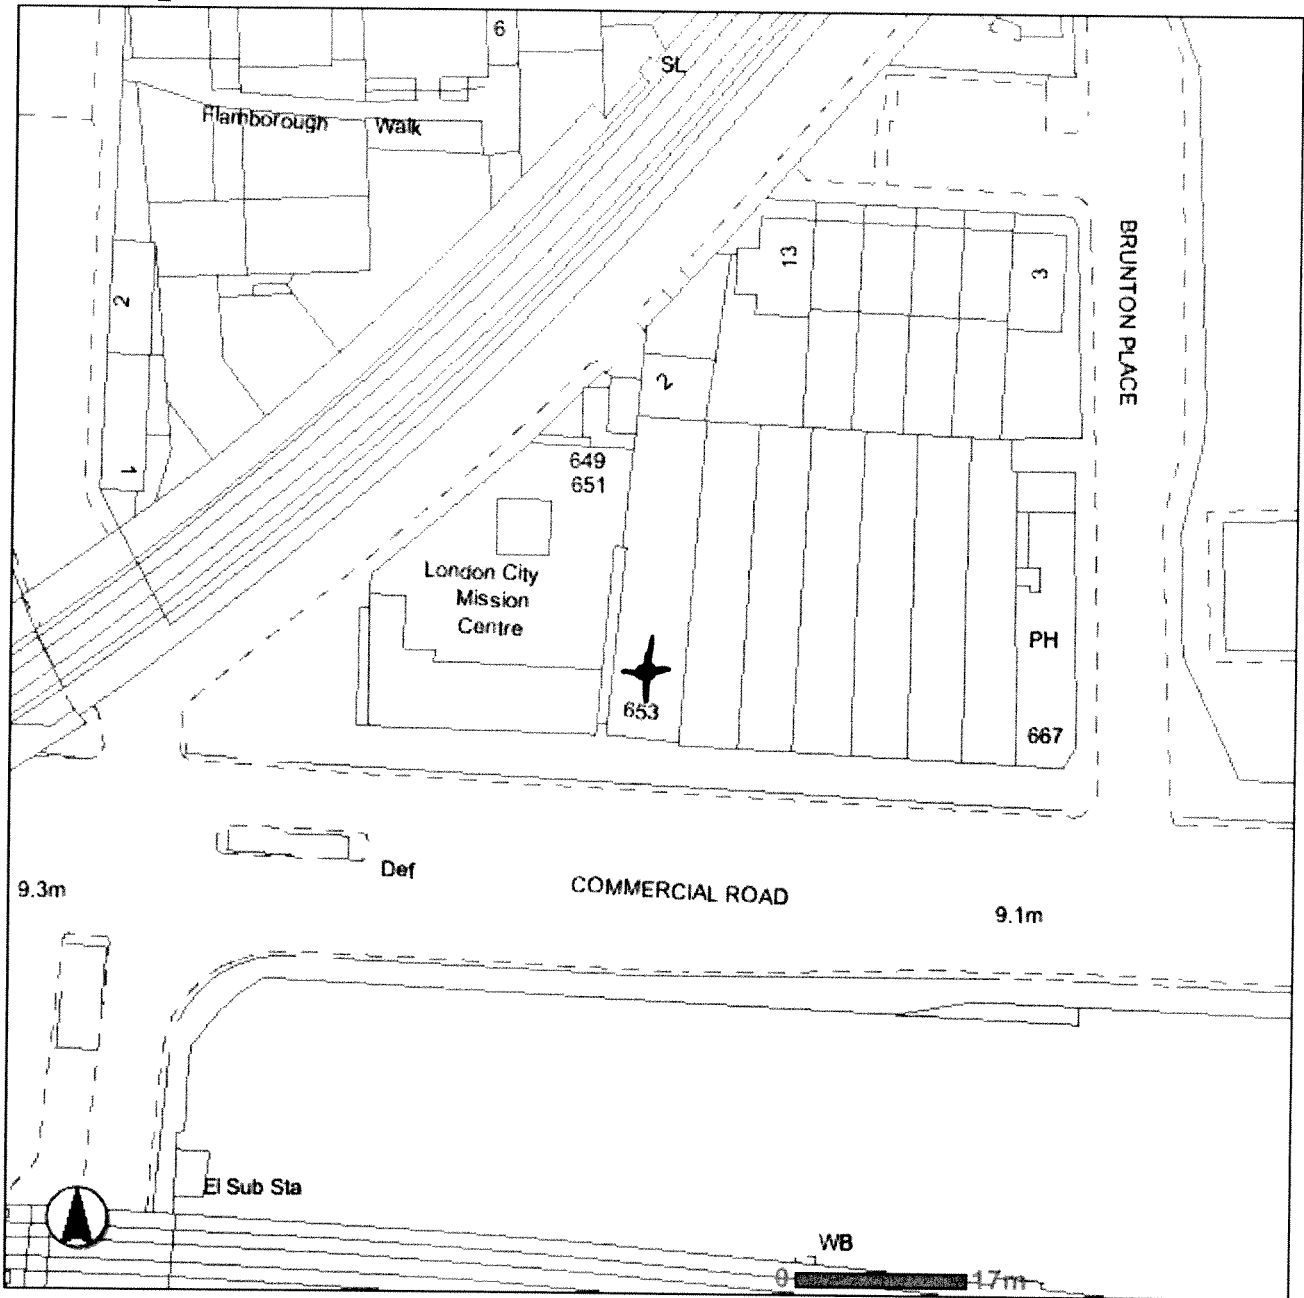 6
SL
Flamborough Walk
BRUNTON PLACE
13
3
2
2
1
649
651
London City
Mission
Centre
PH
653
667
Def
9.3m
COMMERCIAL ROAD
9.1m
El Sub Sta
WB
0 17m